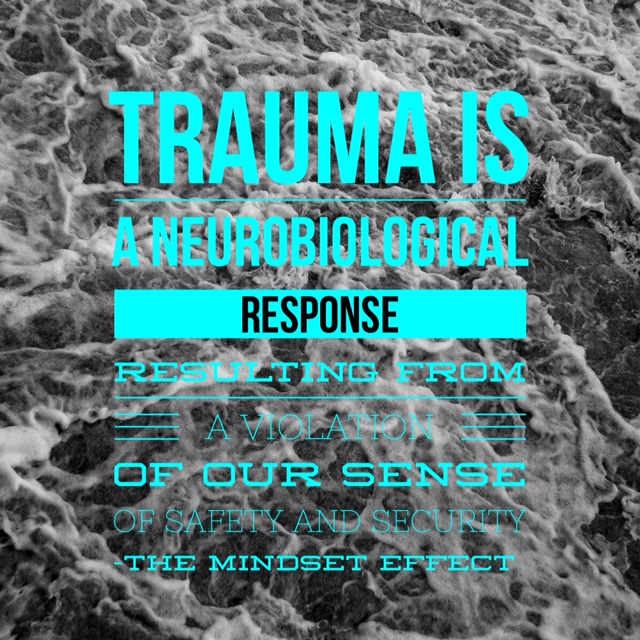 TRAUMA IS
A NEUROBIOLOGICAL
RESPONSE
RESULTING FROM
A VIOLATION
OF OUR SENSE
OF SAFETY AND SECURITY
-THE MINDSET EFFECT